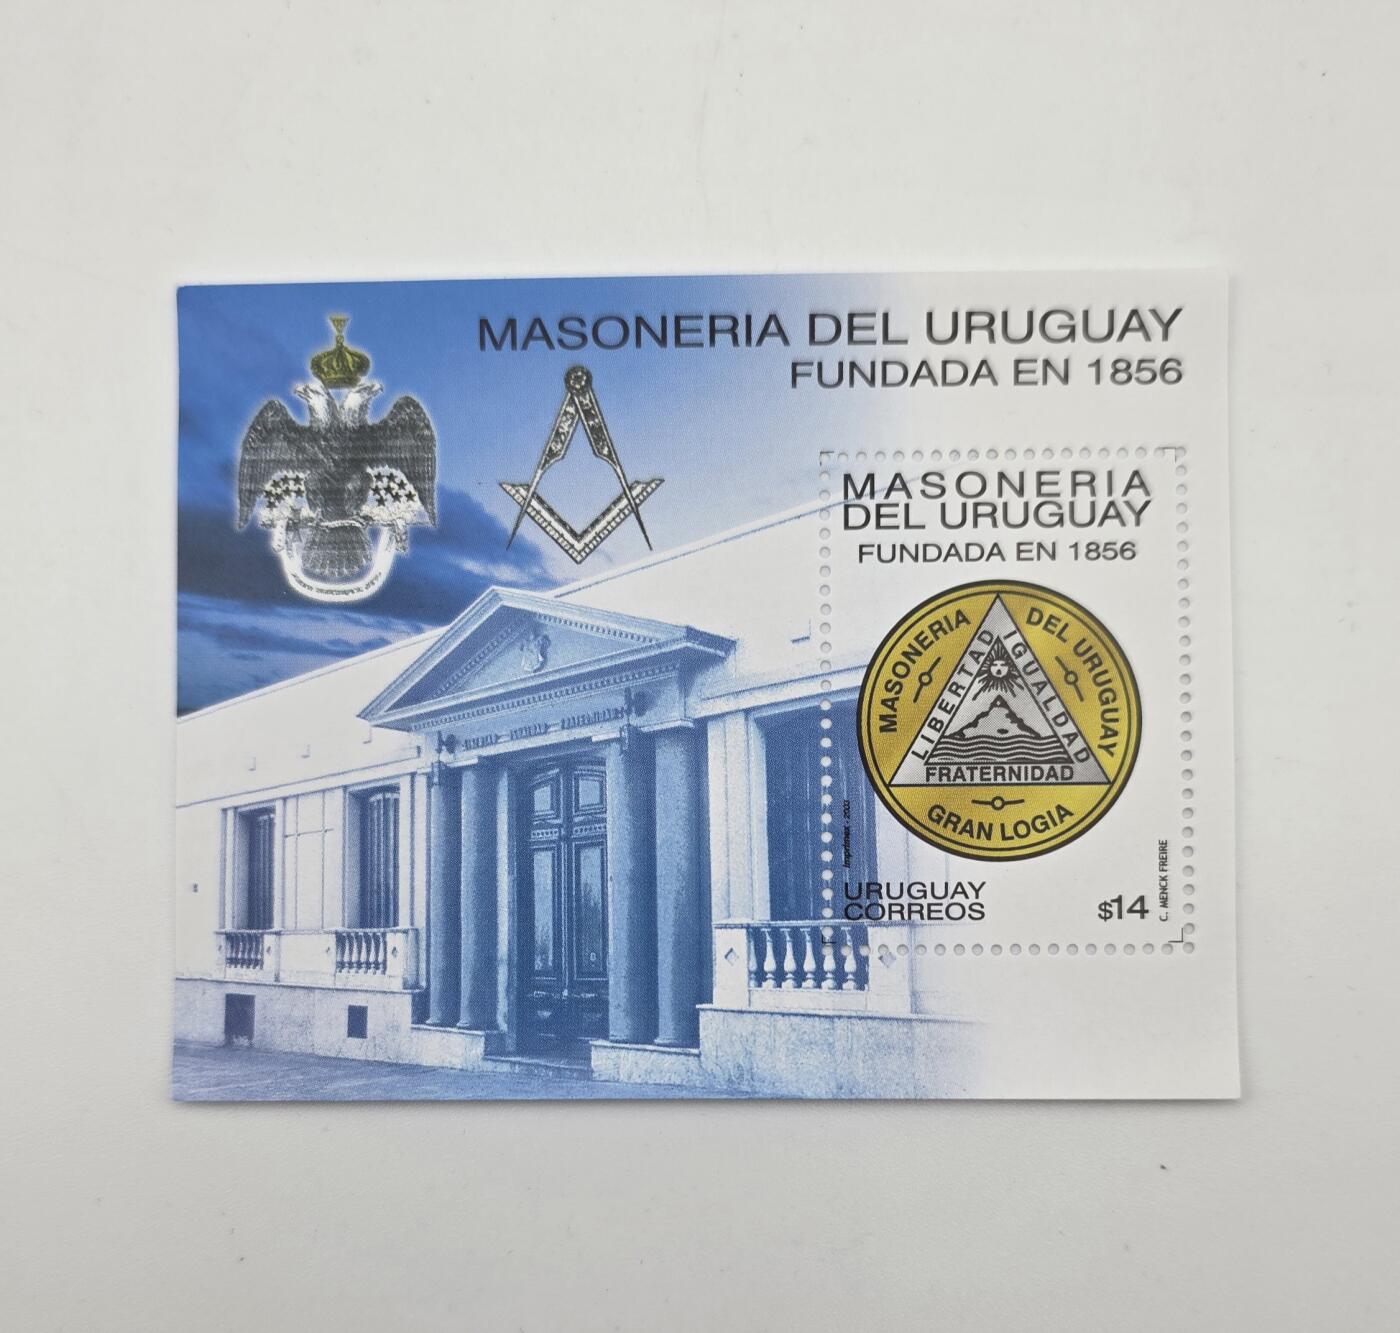 MASONERIA DEL URUGUAY
FUNDADA EN 1856
MASONERIA
DEL URUGUAY
FUNDADA EN 1856
MASONERIA DEL URUGUAY
LIBERTAD IGUALDAD
FRATERNIDAD
GRAN LOGIA
URUGUAY
CORREOS
$14
C. MENCK FREIRE